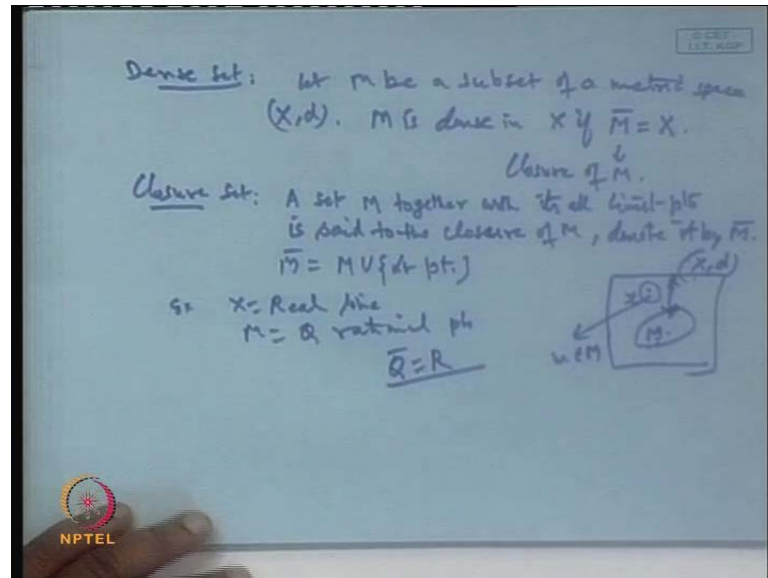 © CET
I.I.T. KGP
Dense Set: Let M be a subset of a metric space
(X,d). M is dense in X if M̅ = X.
↓
Closure of M.
Closure Set: A set M together with its all limit-pts
is said to the closure of M, denote it by M̅.
M̅ = M ∪ { pt.}
(X,d)
Ex X = Real line
M = Q rational pts
Q̅ = R
M
∈ M
NPTEL